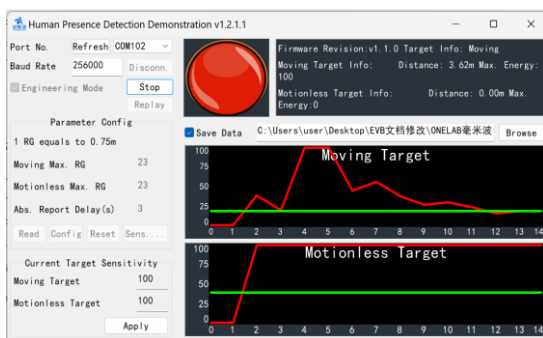 Human Presence Detection Demonstration v1.2.1.1
Port No. Refresh COM102
Baud Rate 256000 Disconn.
Engineering Mode Stop
Replay
Parameter Config
1 RG equals to 0.75m
Moving Max. RG 23
Motionless Max. RG 23
Abs. Report Delay(s) 3
Read Config Reset Sens....
Current Target Sensitivity
Moving Target 100
Motionless Target 100
Apply
Firmware Revision:v1.1.0 Target Info: Moving
Moving Target Info: Distance: 3.62m Max. Energy:
100
Motionless Target Info: Distance: 0.00m Max.
Energy:0
Save Data C:\Users\user\Desktop\EVB文档修改\ONELAB毫米波 Browse
Moving Target
100
75
50
25
0
0 1 2 3 4 5 6 7 8 9 10 11 12 13 14
Motionless Target
100
75
50
25
0
0 1 2 3 4 5 6 7 8 9 10 11 12 13 14